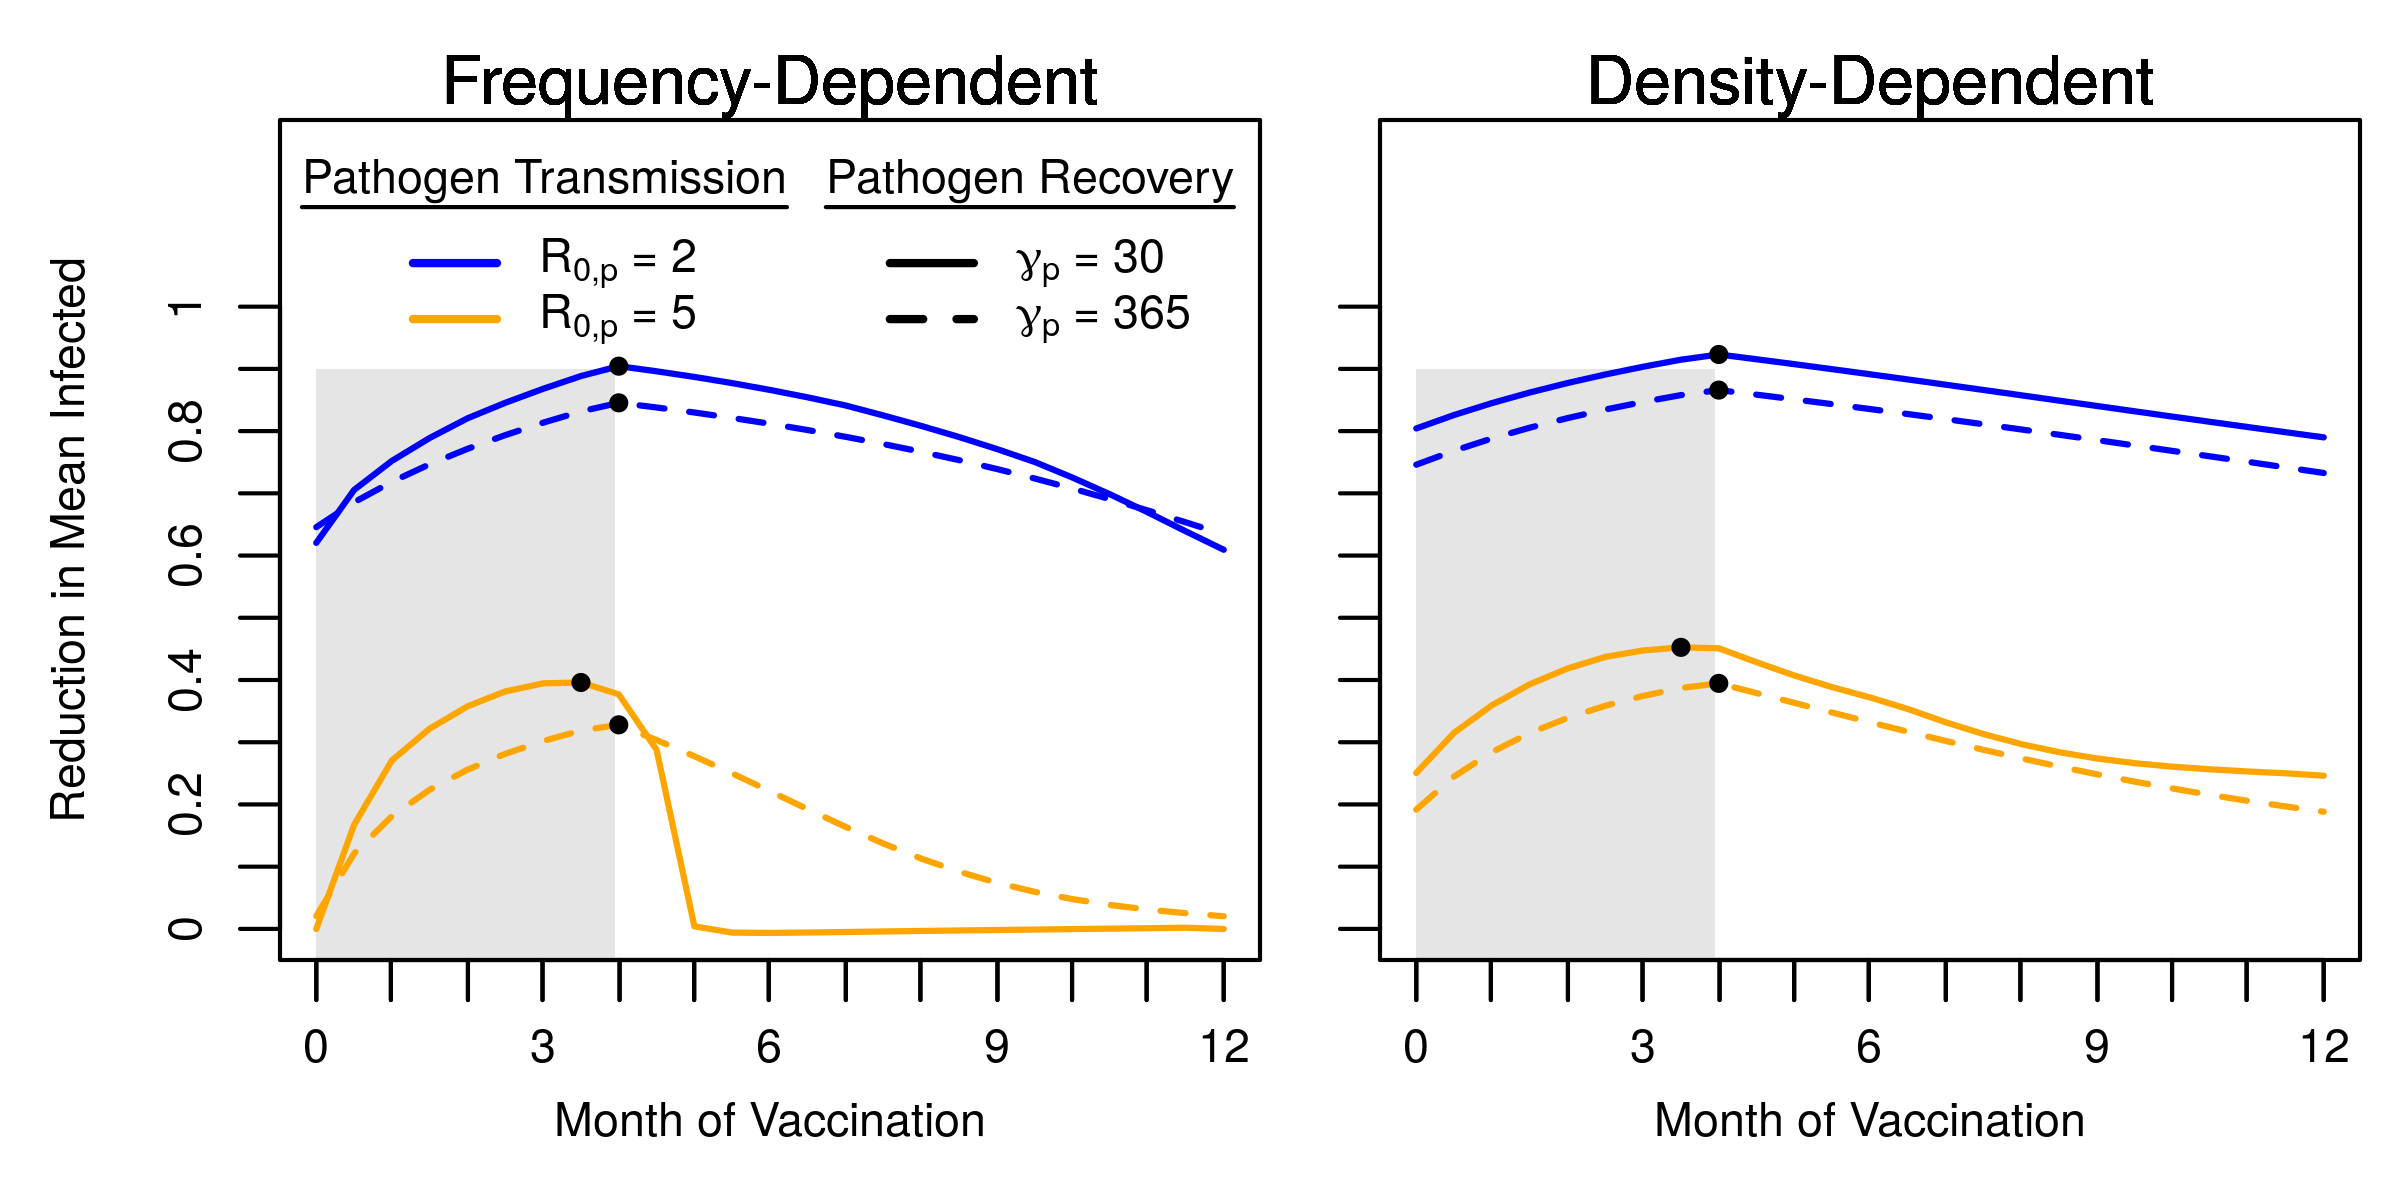 Frequency-Dependent
Density-Dependent
Pathogen Transmission
Pathogen Recovery
R0,p = 2
γp = 30
R0,p = 5
γp = 365
Reduction in Mean Infected
1
0.8
0.6
0.4
0.2
0
0 3 6 9 12
0 3 6 9 12
Month of Vaccination
Month of Vaccination